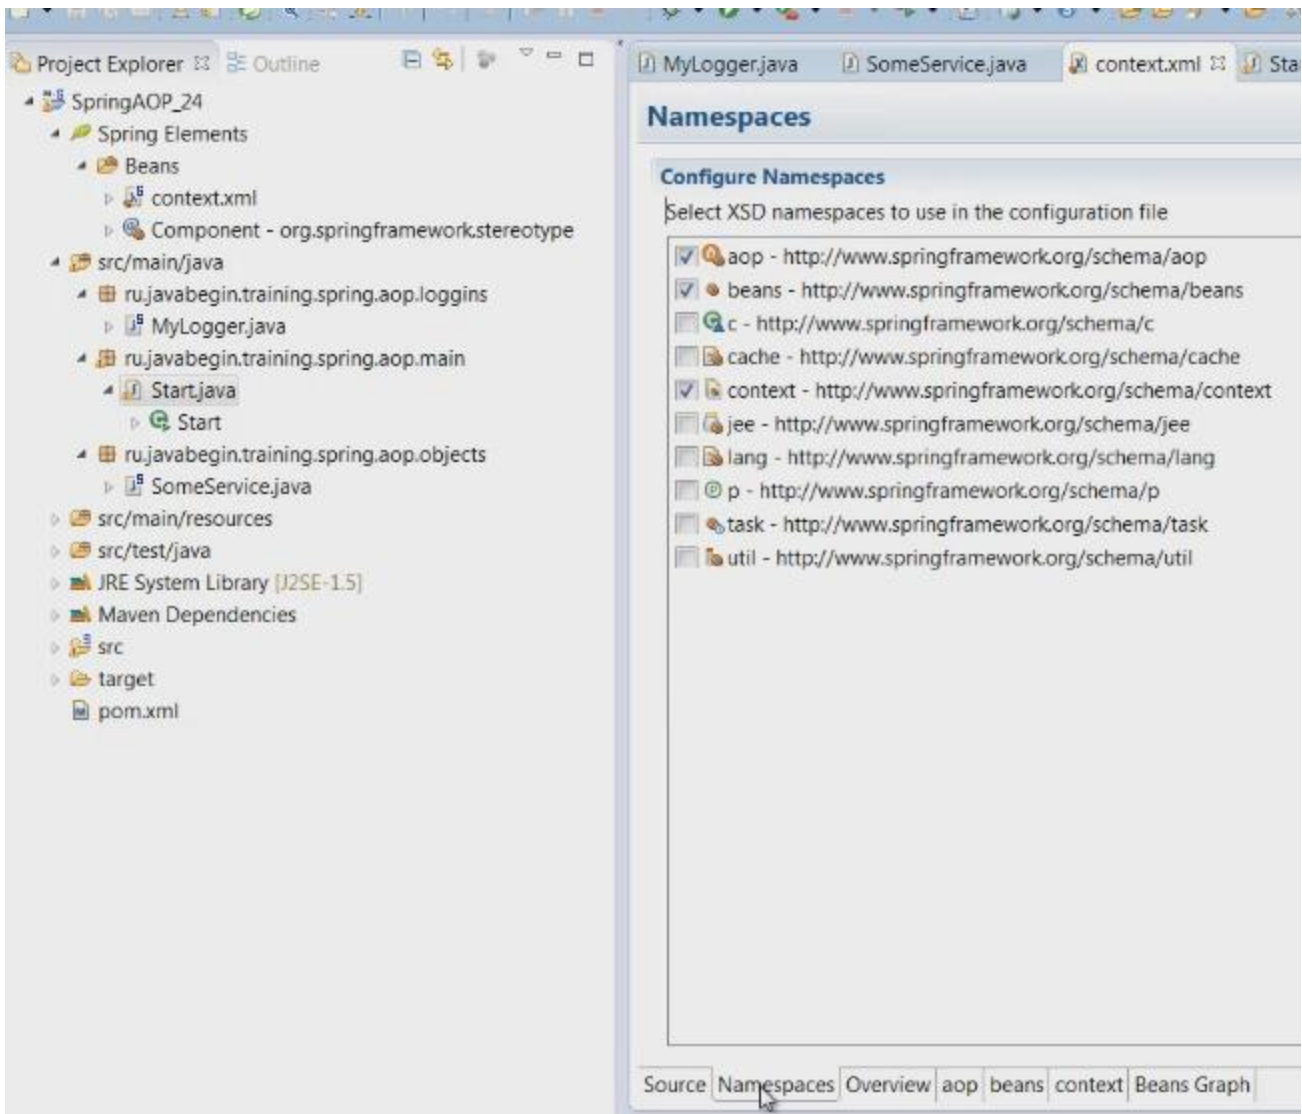 Project Explorer
Outline
SpringAOP_24
Spring Elements
Beans
context.xml
Component - org.springframework.stereotype
src/main/java
ru.javabegin.training.spring.aop.loggins
MyLogger.java
ru.javabegin.training.spring.aop.main
Start.java
Start
ru.javabegin.training.spring.aop.objects
SomeService.java
src/main/resources
src/test/java
JRE System Library [J2SE-1.5]
Maven Dependencies
src
target
pom.xml
MyLogger.java
SomeService.java
context.xml
Sta
Namespaces
Configure Namespaces
Select XSD namespaces to use in the configuration file
aop - http://www.springframework.org/schema/aop
beans - http://www.springframework.org/schema/beans
c - http://www.springframework.org/schema/c
cache - http://www.springframework.org/schema/cache
context - http://www.springframework.org/schema/context
jee - http://www.springframework.org/schema/jee
lang - http://www.springframework.org/schema/lang
p - http://www.springframework.org/schema/p
task - http://www.springframework.org/schema/task
util - http://www.springframework.org/schema/util
Source Namespaces Overview aop beans context Beans Graph